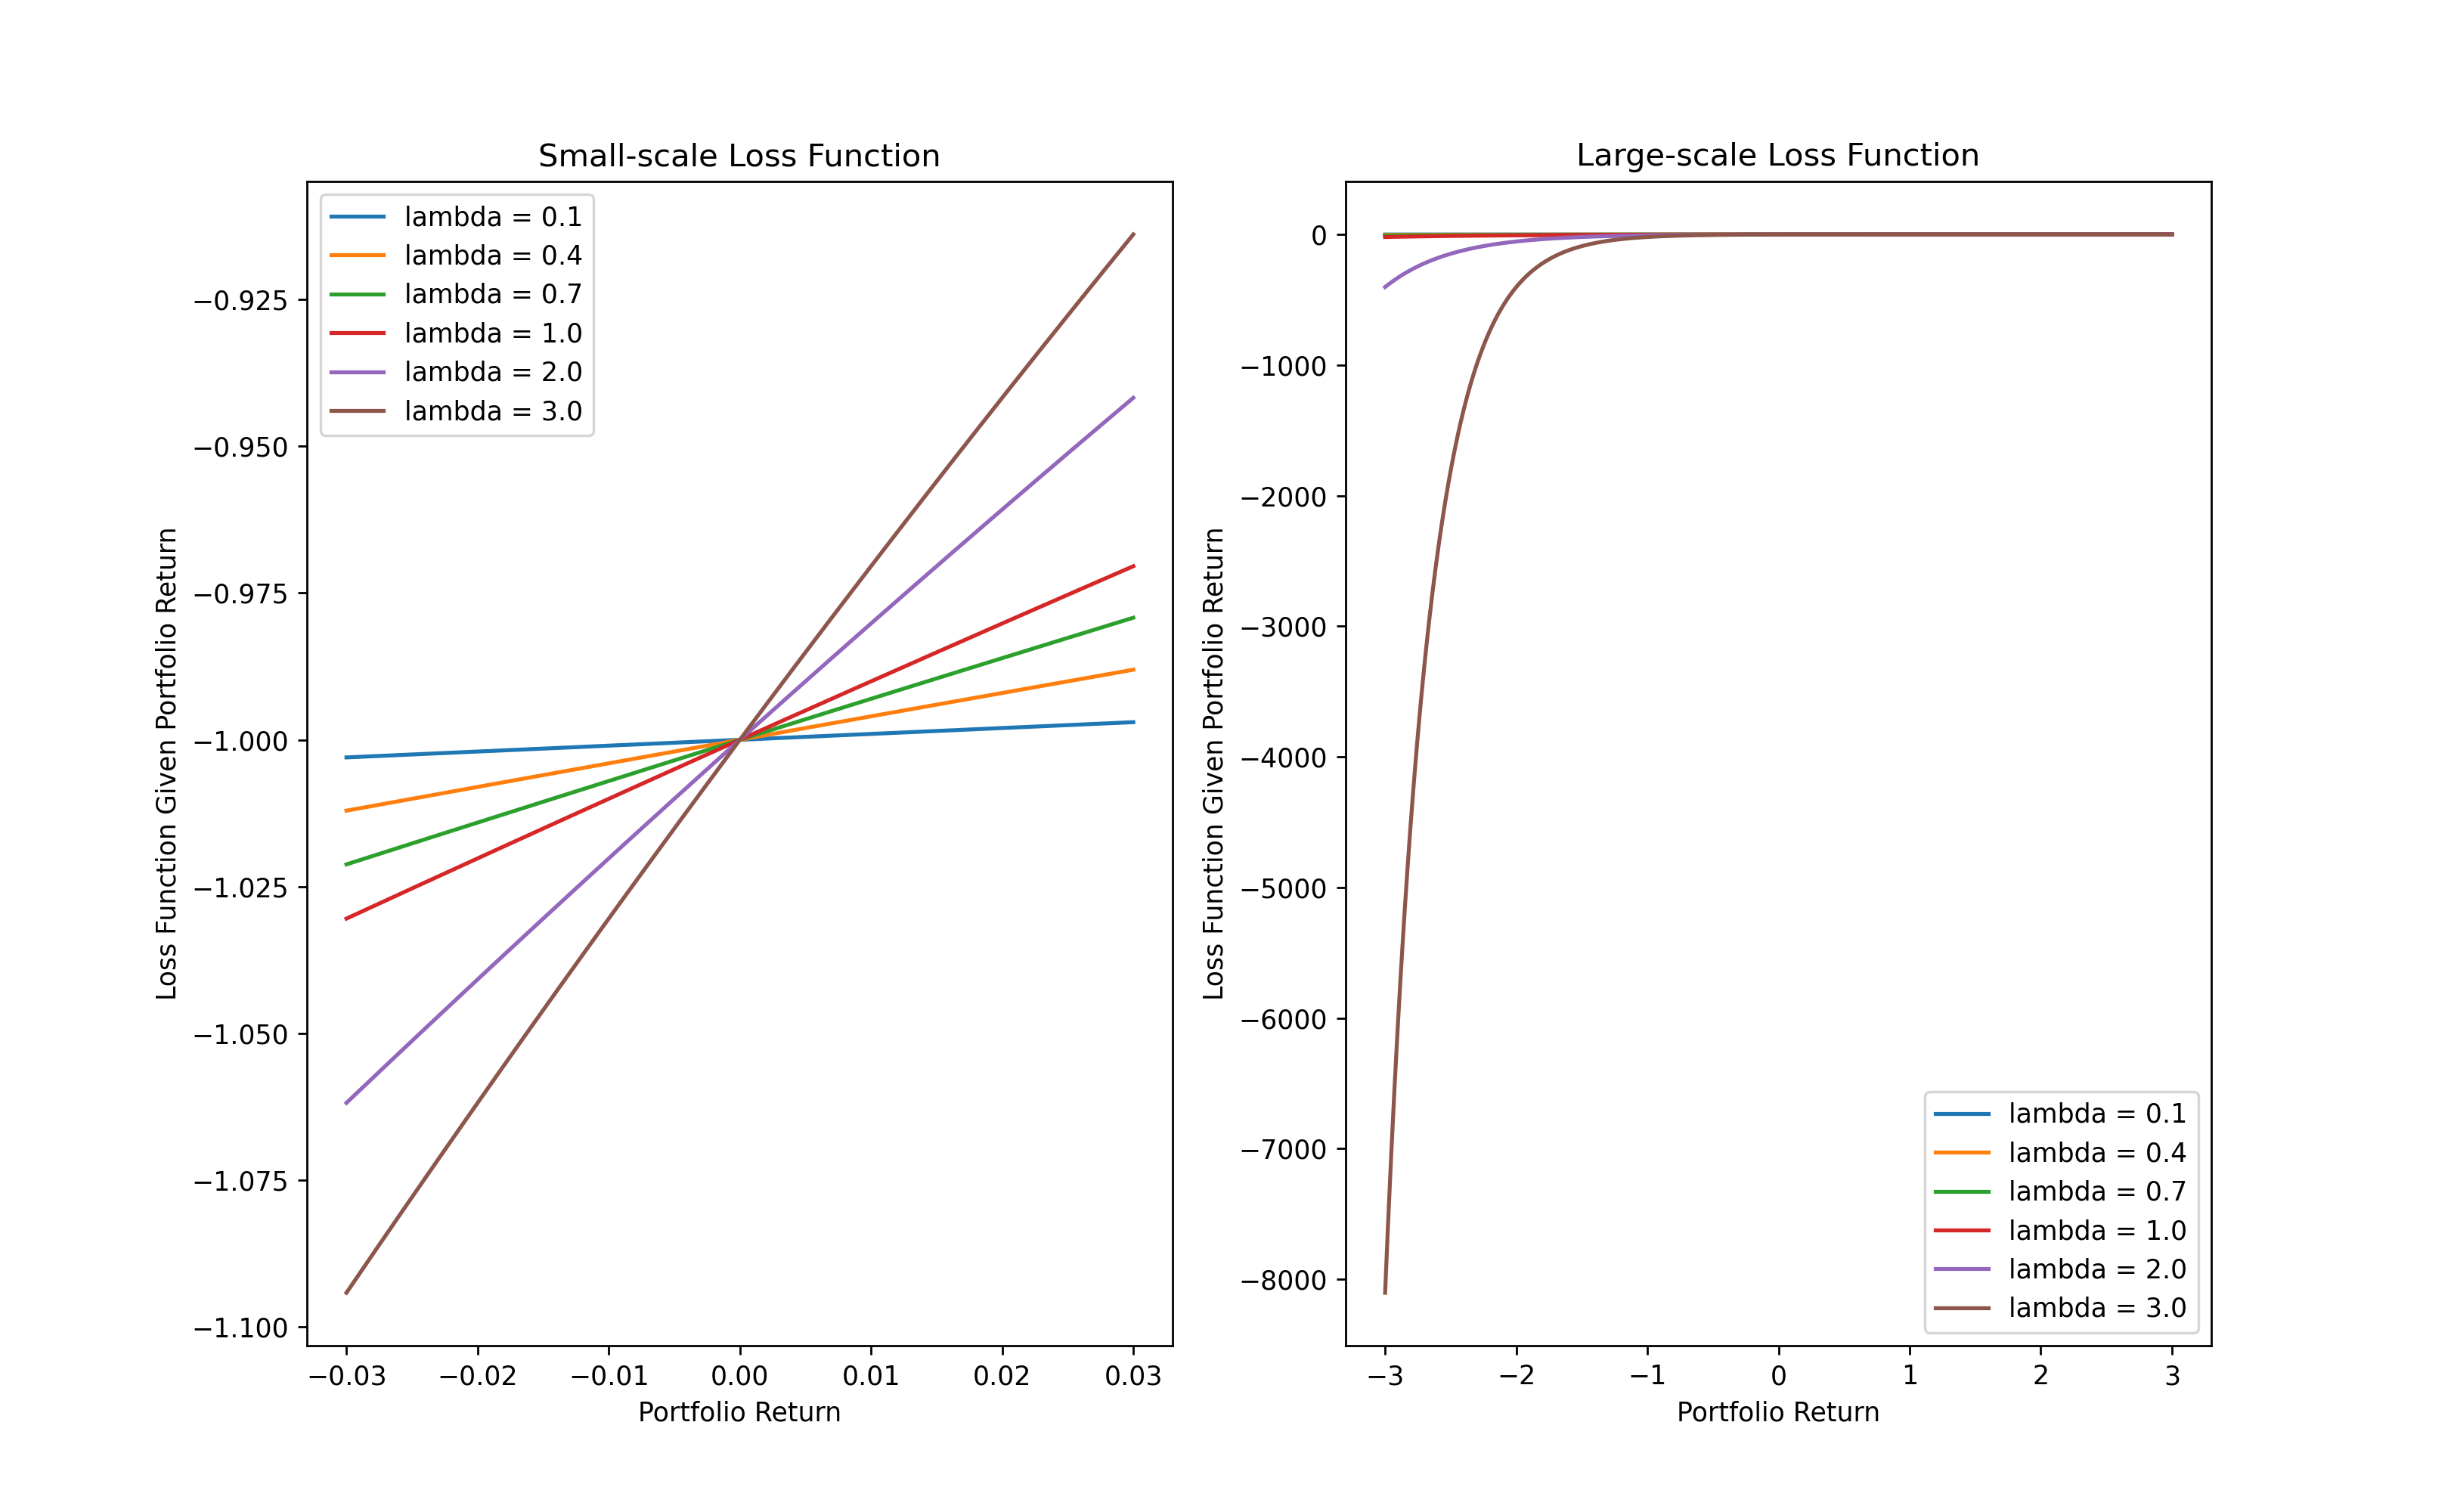 Small-scale Loss Function
lambda = 0.1
lambda = 0.4
lambda = 0.7
lambda = 1.0
lambda = 2.0
lambda = 3.0
−0.925
−0.950
−0.975
−1.000
−1.025
−1.050
−1.075
−1.100
Loss Function Given Portfolio Return
−0.03 −0.02 −0.01 0.00 0.01 0.02 0.03
Portfolio Return
Large-scale Loss Function
0
−1000
−2000
−3000
−4000
−5000
−6000
−7000
−8000
Loss Function Given Portfolio Return
lambda = 0.1
lambda = 0.4
lambda = 0.7
lambda = 1.0
lambda = 2.0
lambda = 3.0
−3 −2 −1 0 1 2 3
Portfolio Return